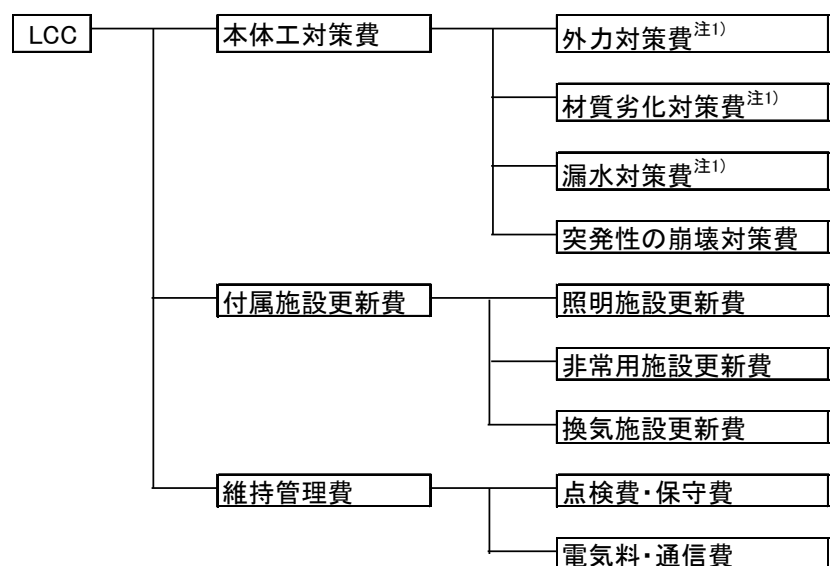 LCC
本体工対策費
外力対策費注1)
材質劣化対策費注1)
漏水対策費注1)
突発性の崩壊対策費
付属施設更新費
照明施設更新費
非常用施設更新費
換気施設更新費
維持管理費
点検費・保守費
電気料・通信費